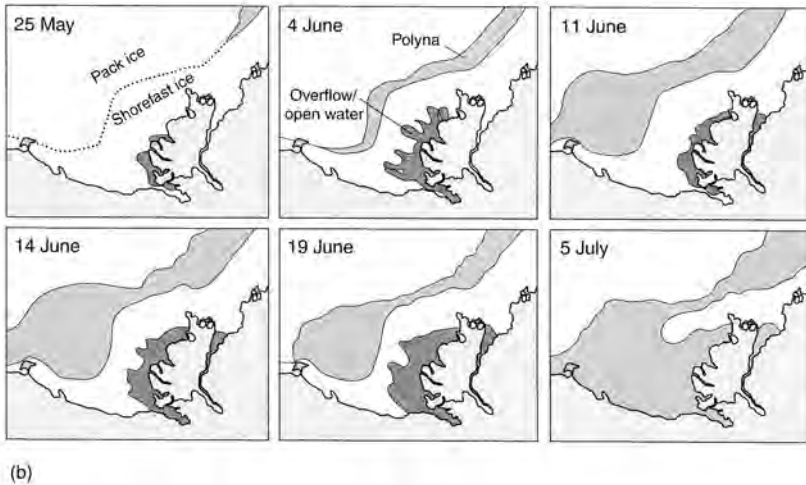 25 May
Pack ice
Shorefast ice
4 June
Polyna
Overflow/
open water
11 June
14 June
19 June
5 July
(b)